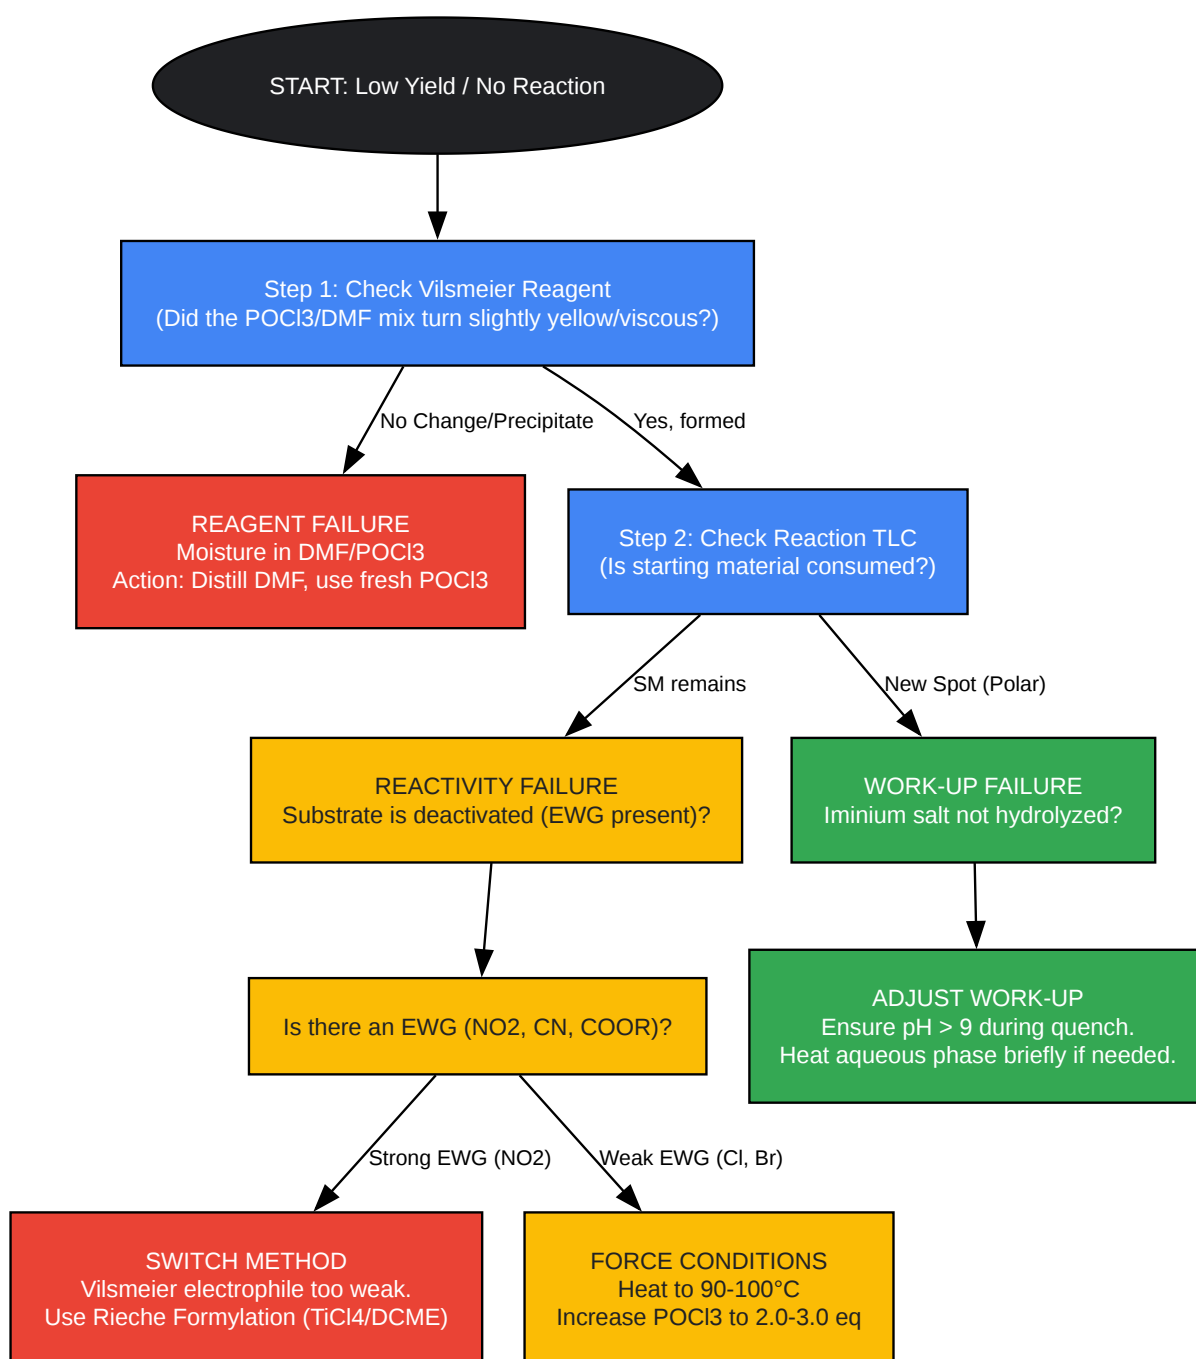 START: Low Yield / No Reaction
Step 1: Check Vilsmeier Reagent
(Did the POCl3/DMF mix turn slightly yellow/viscous?)
No Change/Precipitate
Yes, formed
REAGENT FAILURE
Moisture in DMF/POCl3
Action: Distill DMF, use fresh POCl3
Step 2: Check Reaction TLC
(Is starting material consumed?)
SM remains
New Spot (Polar)
REACTIVITY FAILURE
Substrate is deactivated (EWG present)?
WORK-UP FAILURE
Iminium salt not hydrolyzed?
Is there an EWG (NO2, CN, COOR)?
ADJUST WORK-UP
Ensure pH > 9 during quench.
Heat aqueous phase briefly if needed.
Strong EWG (NO2)
Weak EWG (Cl, Br)
SWITCH METHOD
Vilsmeier electrophile too weak.
Use Rieche Formylation (TiCl4/DCME)
FORCE CONDITIONS
Heat to 90-100°C
Increase POCl3 to 2.0-3.0 eq